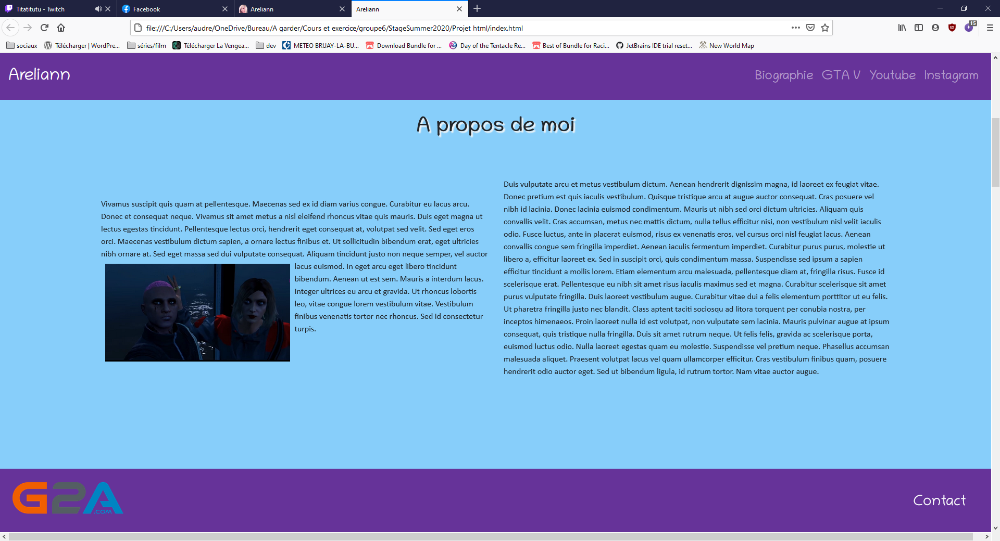 Titatitutu - Twitch
Facebook
Areliann
Areliann
file:///C:/Users/audre/OneDrive/Bureau/A garder/Cours et exercice/groupe6/StageSummer2020/Projet html/index.html
15
sociaux
Télécharger | WordPre...
séries/film
Télécharger La Vengea...
dev
METEO BRUAY-LA-BU...
Download Bundle for ...
Day of the Tentacle Re...
Best of Bundle for Raci...
JetBrains IDE trial reset...
New World Map
Areliann
Biographie
GTA V
Youtube
Instagram
A propos de moi
Vivamus suscipit quis quam at pellentesque. Maecenas sed ex id diam varius congue. Curabitur eu lacus arcu.
Donec et consequat neque. Vivamus sit amet metus a nisl eleifend rhoncus vitae quis mauris. Duis eget magna ut
lectus egestas tincidunt. Pellentesque lectus orci, hendrerit eget consequat at, volutpat sed velit. Sed eget eros
orci. Maecenas vestibulum dictum sapien, a ornare lectus finibus et. Ut sollicitudin bibendum erat, eget ultricies
nibh ornare at. Sed eget massa sed dui vulputate consequat. Aliquam tincidunt justo non neque semper, vel auctor
lacus euismod. In eget arcu eget libero tincidunt
bibendum. Aenean ut est sem. Mauris a interdum lacus.
Integer ultrices eu arcu et gravida. Ut rhoncus lobortis
leo, vitae congue lorem vestibulum vitae. Vestibulum
finibus venenatis tortor nec rhoncus. Sed id consectetur
turpis.
Duis vulputate arcu et metus vestibulum dictum. Aenean hendrerit dignissim magna, id laoreet ex feugiat vitae.
Donec pretium est quis iaculis vestibulum. Quisque tristique arcu at augue auctor consequat. Cras posuere vel
nibh id lacinia. Donec lacinia euismod condimentum. Mauris ut nibh sed orci dictum ultricies. Aliquam quis
convallis velit. Cras accumsan, metus nec mattis dictum, nulla tellus efficitur nisi, non vestibulum nisl velit iaculis
odio. Fusce luctus, ante in placerat euismod, risus ex venenatis eros, vel cursus orci nisl feugiat lacus. Aenean
convallis congue sem fringilla imperdiet. Aenean iaculis fermentum imperdiet. Curabitur purus purus, molestie ut
libero a, efficitur laoreet ex. Sed in suscipit orci, quis condimentum massa. Suspendisse sed ipsum a sapien
efficitur tincidunt a mollis lorem. Etiam elementum arcu malesuada, pellentesque diam at, fringilla risus. Fusce id
scelerisque erat. Pellentesque eu nibh sit amet risus iaculis maximus sed et magna. Curabitur scelerisque sit amet
purus vulputate fringilla. Duis laoreet vestibulum augue. Curabitur vitae dui a felis elementum porttitor ut eu felis.
Ut pharetra fringilla justo nec blandit. Class aptent taciti sociosqu ad litora torquent per conubia nostra, per
inceptos himenaeos. Proin laoreet nulla id est volutpat, non vulputate sem lacinia. Mauris pulvinar augue at ipsum
consequat, quis tristique nulla fringilla. Duis sit amet rutrum neque. Ut felis felis, gravida ac scelerisque porta,
euismod luctus odio. Nulla laoreet egestas quam eu molestie. Suspendisse vel pretium neque. Phasellus accumsan
malesuada aliquet. Praesent volutpat lacus vel quam ullamcorper efficitur. Cras vestibulum finibus quam, posuere
hendrerit odio auctor eget. Sed ut bibendum ligula, id rutrum tortor. Nam vitae auctor augue.
G2A
.COM
Contact